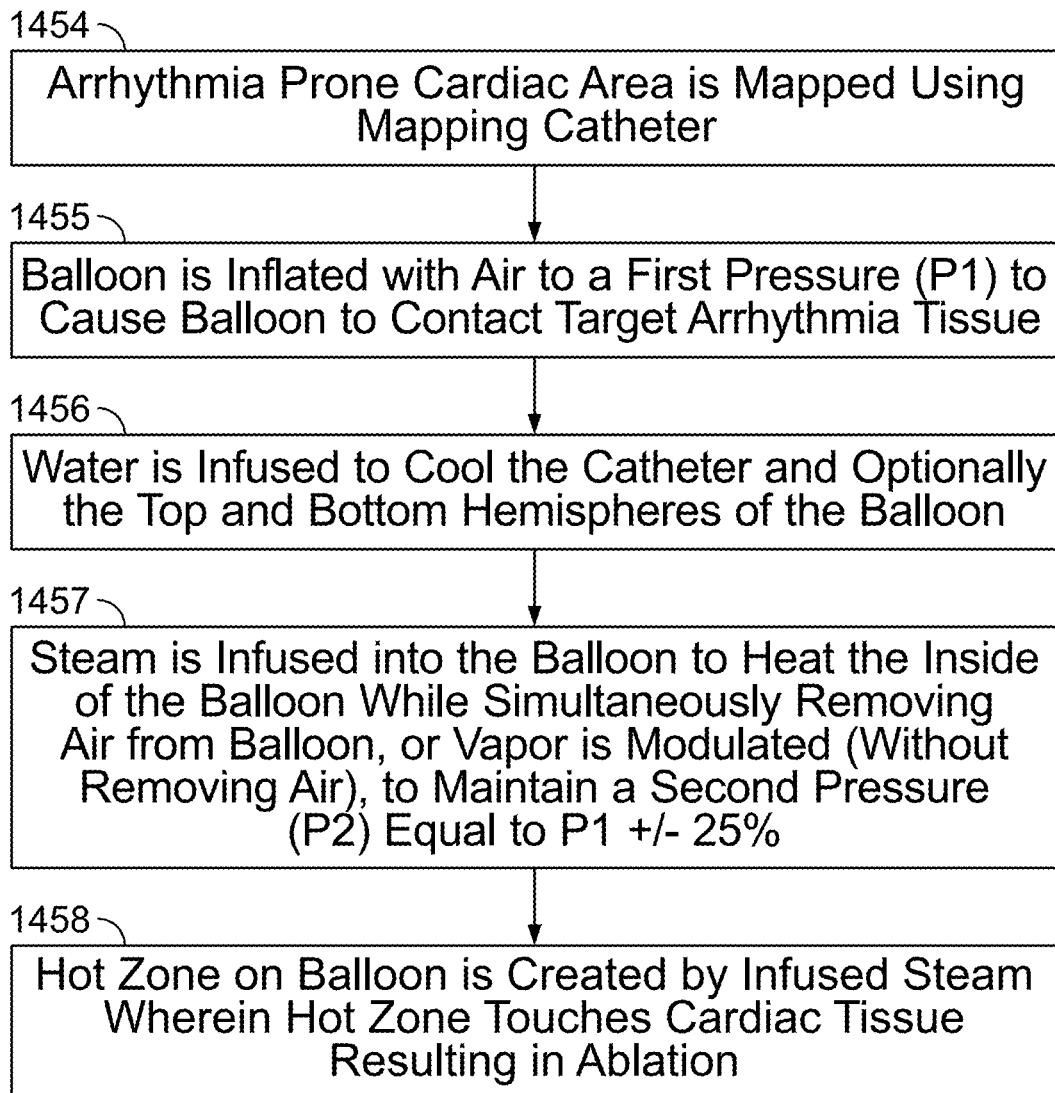 1454
Arrhythmia Prone Cardiac Area is Mapped Using
Mapping Catheter
1455
Balloon is Inflated with Air to a First Pressure (P1) to
Cause Balloon to Contact Target Arrhythmia Tissue
1456
Water is Infused to Cool the Catheter and Optionally
the Top and Bottom Hemispheres of the Balloon
1457
Steam is Infused into the Balloon to Heat the Inside
of the Balloon While Simultaneously Removing
Air from Balloon, or Vapor is Modulated (Without
Removing Air), to Maintain a Second Pressure
(P2) Equal to P1 +/- 25%
1458
Hot Zone on Balloon is Created by Infused Steam
Wherein Hot Zone Touches Cardiac Tissue
Resulting in Ablation